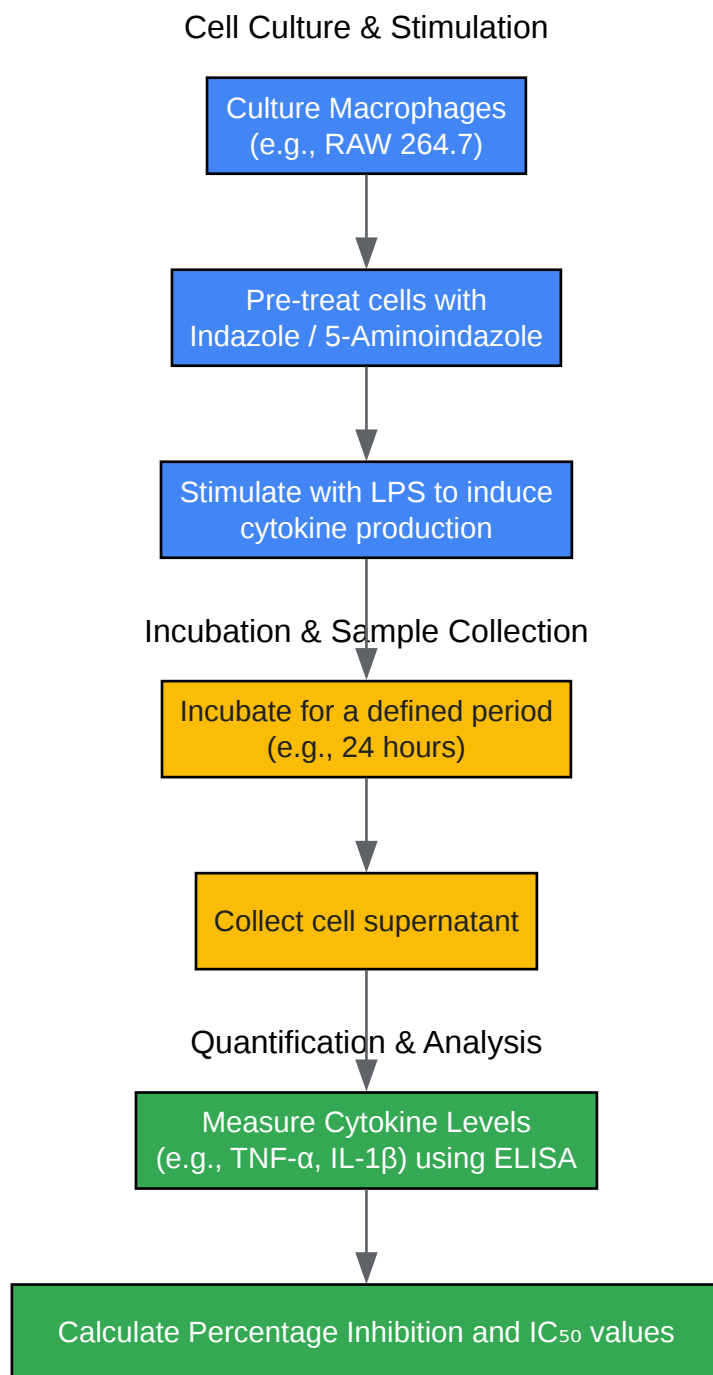 Cell Culture & Stimulation
Culture Macrophages
(e.g., RAW 264.7)
Pre-treat cells with
Indazole / 5-Aminoindazole
Stimulate with LPS to induce
cytokine production
Incubation & Sample Collection
Incubate for a defined period
(e.g., 24 hours)
Collect cell supernatant
Quantification & Analysis
Measure Cytokine Levels
(e.g., TNF-α, IL-1β) using ELISA
Calculate Percentage Inhibition and IC₅₀ values